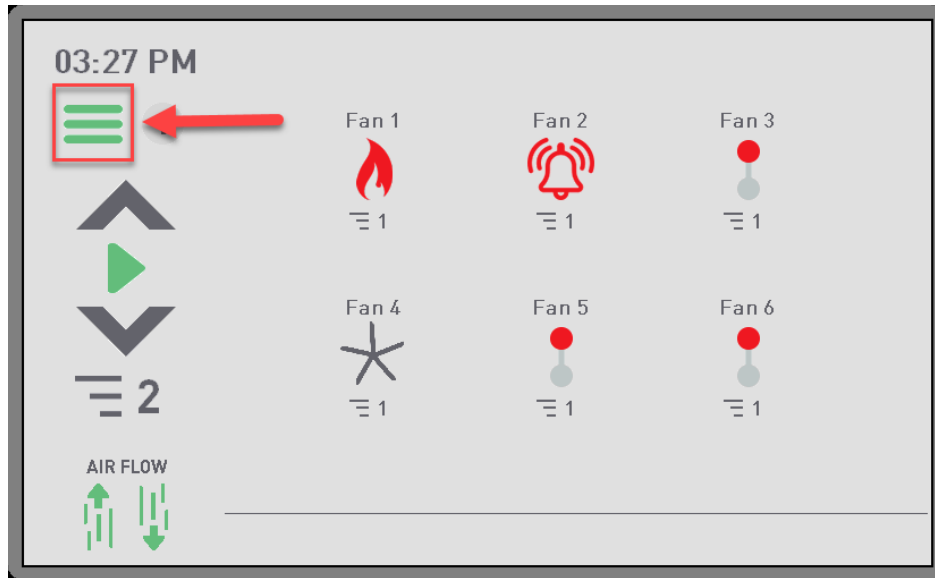 03:27 PM
Fan 1
Fan 2
Fan 3
1
1
1
Fan 4
Fan 5
Fan 6
1
1
1
2
AIR FLOW